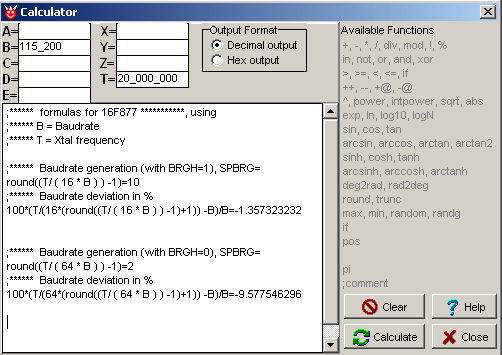 Calculator
A=
X=
B=
115_200
Y=
C=
Z=
D=
T=
20_000_000
E=
Output Format
Decimal output
Hex output
;****** formulas for 16F877 ***********, using
;****** B = Baudrate
;****** T = Xtal frequency
;****** Baudrate generation (with BRGH=1), SPBRG=
round((T/ ( 16 * B ) ) -1)=10
;****** Baudrate deviation in %
100*(T/(16*(round((T/ ( 16 * B ) ) -1)+1)) -B)/B=-1.357323232
;****** Baudrate generation (with BRGH=0), SPBRG=
round((T/ ( 64 * B ) ) -1)=2
;****** Baudrate deviation in %
100*(T/(64*(round((T/ ( 64 * B ) ) -1)+1)) -B)/B=-9.577546296
Available Functions
+, -, *, /, div, mod, !, %
in, not, or, and, xor
>, >=, <, <=, if
++, --, +@, -@
^, power, intpower, sqrt, abs
exp, ln, log10, logN
sin, cos, tan
arcsin, arccos, arctan, arctan2
sinh, cosh, tanh
arcsinh, arccosh, arctanh
deg2rad, rad2deg
round, trunc
max, min, random, randg
if
pos
pi
;comment
Clear
Help
Calculate
Close